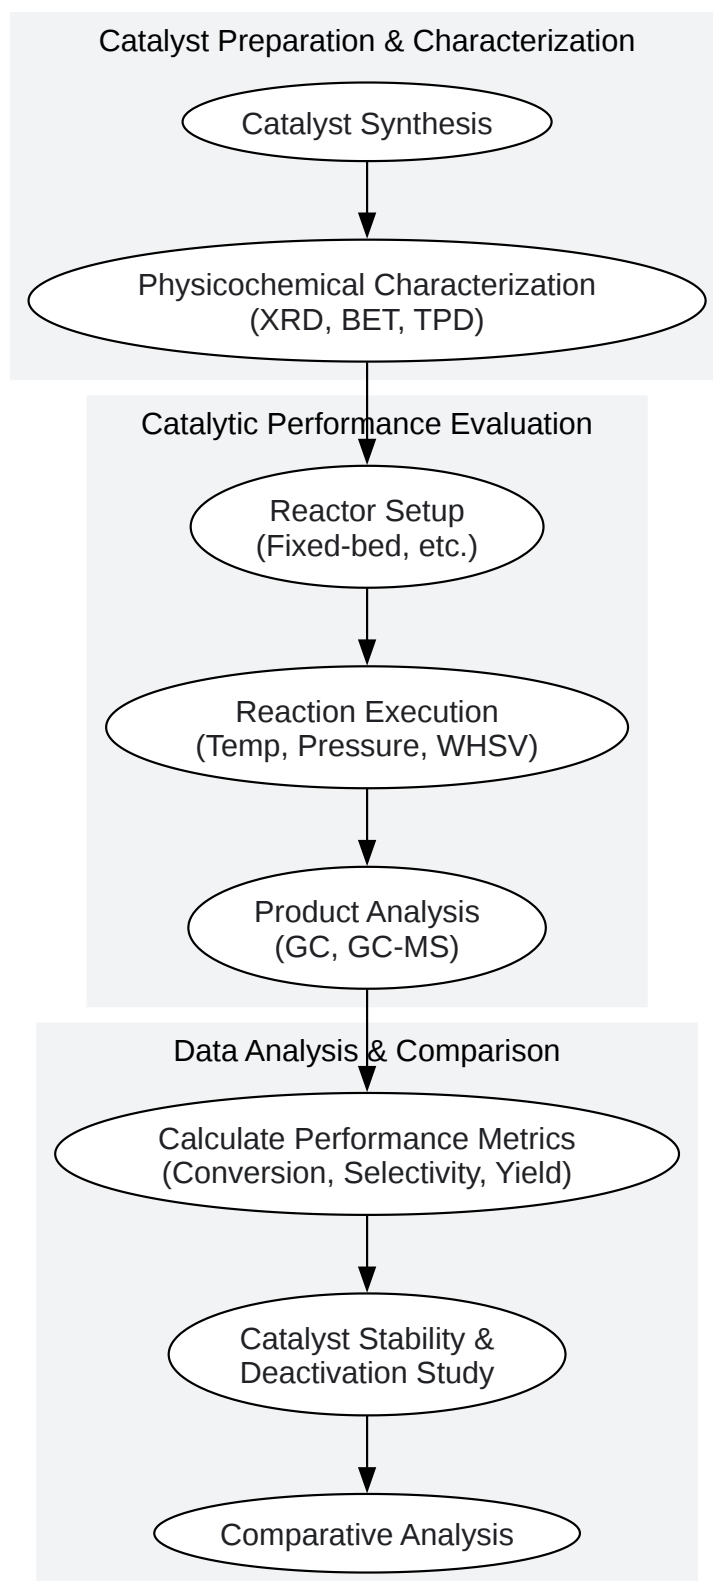 Catalyst Preparation & Characterization
Catalyst Synthesis
Physicochemical Characterization
(XRD, BET, TPD)
Catalytic Performance Evaluation
Reactor Setup
(Fixed-bed, etc.)
Reaction Execution
(Temp, Pressure, WHSV)
Product Analysis
(GC, GC-MS)
Data Analysis & Comparison
Calculate Performance Metrics
(Conversion, Selectivity, Yield)
Catalyst Stability &
Deactivation Study
Comparative Analysis